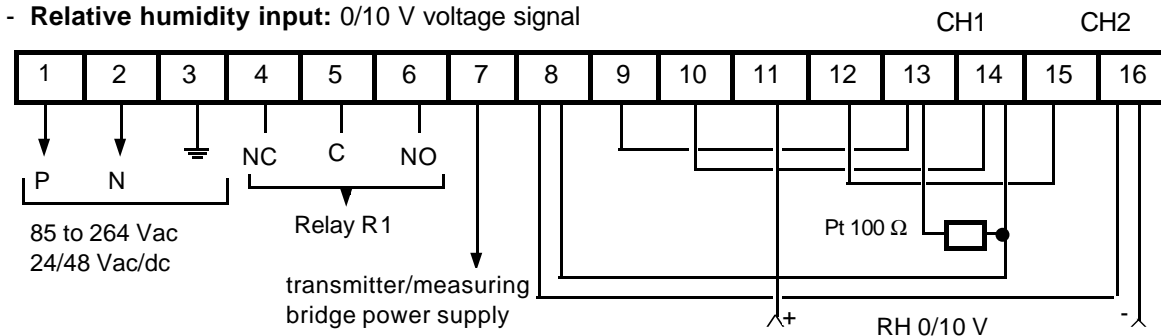 - Relative humidity input: 0/10 V voltage signal
CH1 CH2
1 2 3 4 5 6 7 8 9 10 11 12 13 14 15 16
P N NC C NO
85 to 264 Vac
24/48 Vac/dc
Relay R1
Pt 100 Ω
transmitter/measuring
bridge power supply
+ RH 0/10 V -